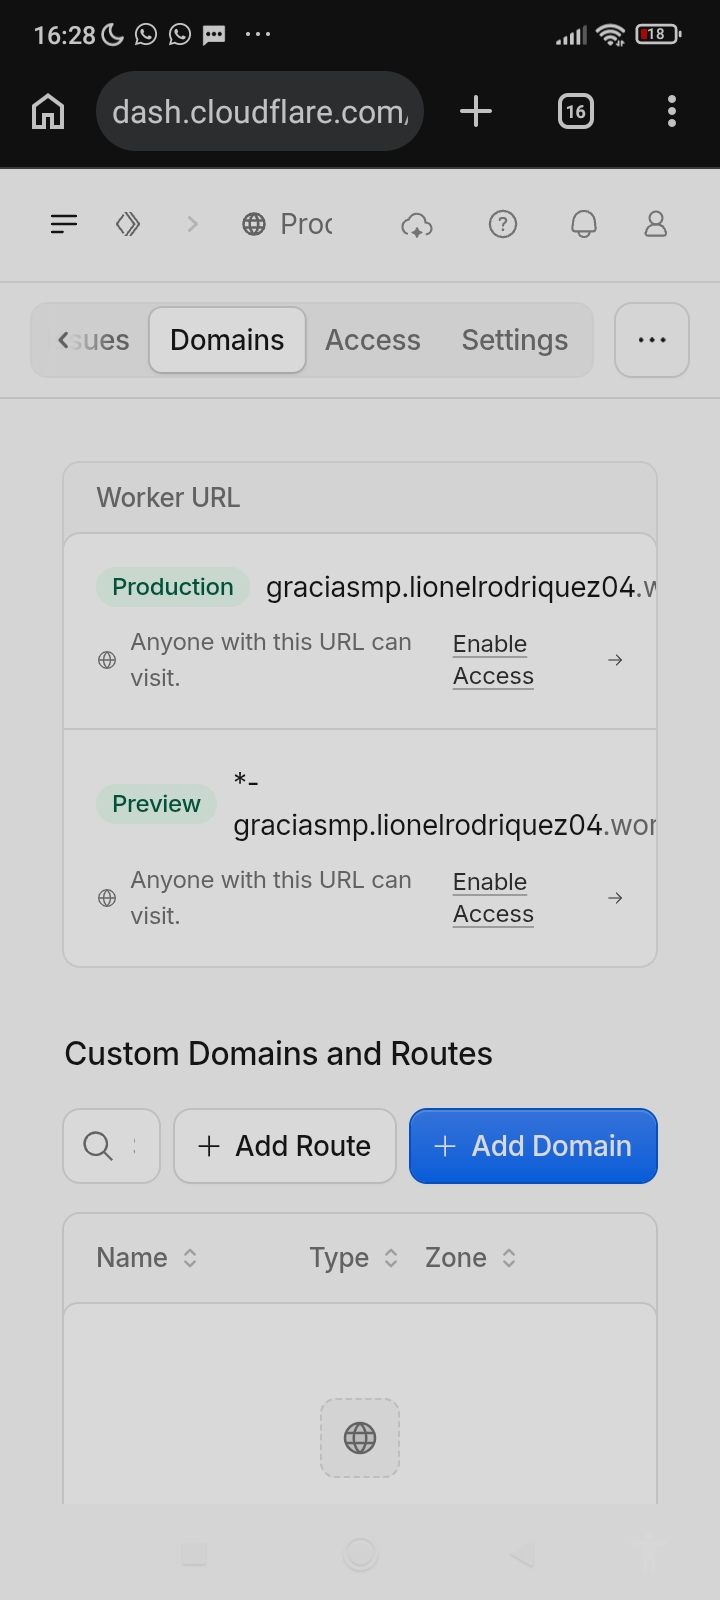 16:28
18
dash.cloudflare.com/
16
Proc
sues
Domains
Access
Settings
Worker URL
Production
graciasmp.lionelrodriquez04.w
Anyone with this URL can
visit.
Enable
Access
Preview
*-
graciasmp.lionelrodriquez04.wor
Anyone with this URL can
visit.
Enable
Access
Custom Domains and Routes
Add Route
Add Domain
Name
Type
Zone